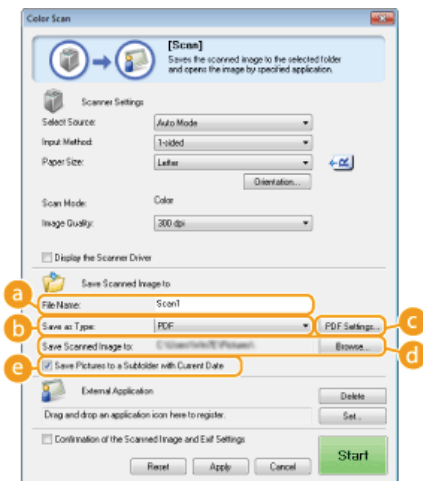 Color Scan
[Scan]
Saves the scanned image to the selected folder
and opens the image by specified application.
Scanner Settings
Select Source: Auto Mode
Input Method: 1-sided
Paper Size: Letter
R
Orientation...
Scan Mode: Color
Image Quality: 300 dpi
Display the Scanner Driver
Save Scanned Image to
a
File Name: Scan1
b Save as Type: PDF PDF Settings... c
Save Scanned Image to: Browse... d
e Save Pictures to a Subfolder with Current Date
External Application Delete
Drag and drop an application icon here to register. Set...
Confirmation of the Scanned Image and Exif Settings
Reset Apply Cancel Start